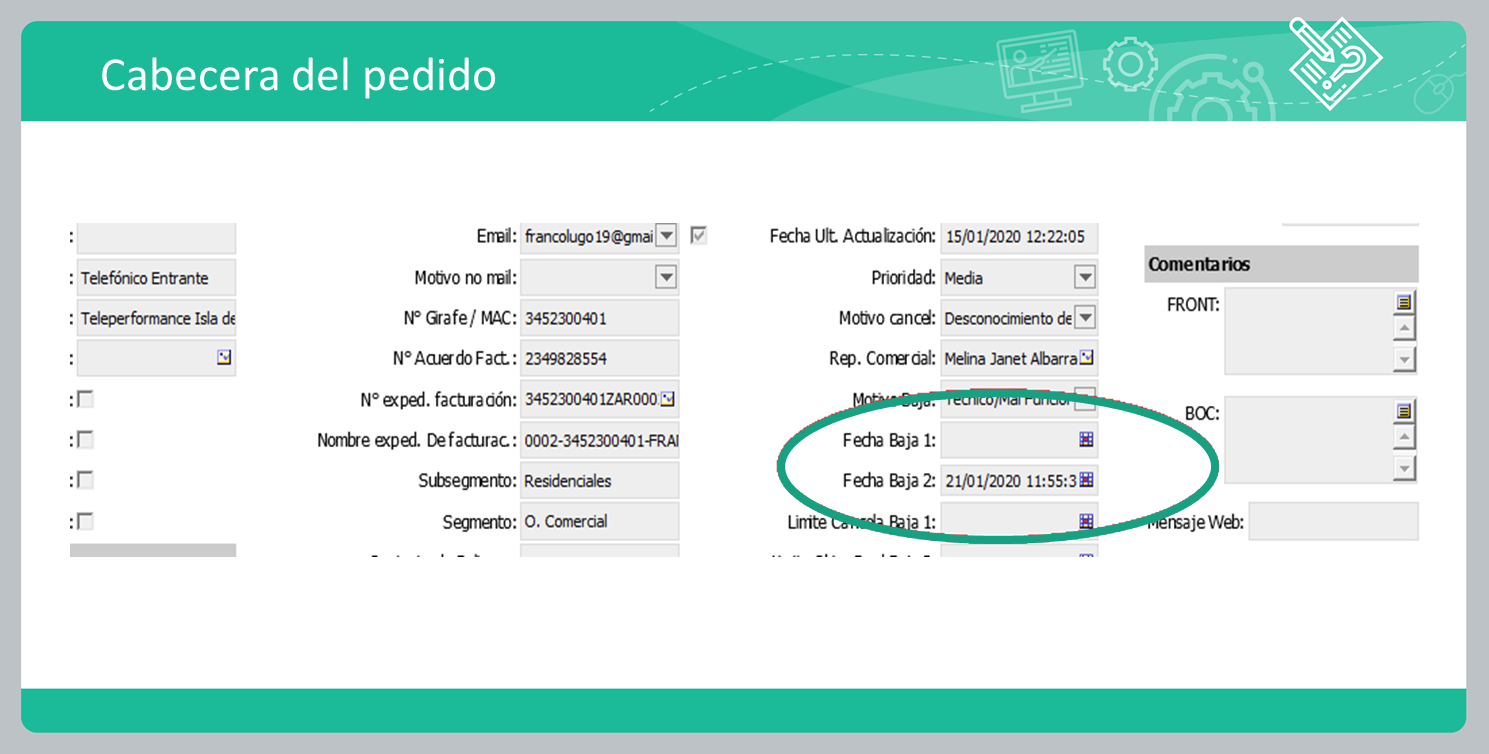 Cabecera del pedido
Email: francolugo19@gmai
Fecha Ult. Actualización: 15/01/2020 12:22:05
: Telefónico Entrante
Motivo no mail:
Prioridad: Media
Comentarios
: Teleperformance Isla de
N° Girafe / MAC: 3452300401
Motivo cancel: Desconocimiento de
FRONT:
N° Acuerdo Fact.: 2349828554
Rep. Comercial: Melina Janet Albarra
N° exped. facturación: 3452300401ZAR000
Motivo Baja: Técnico/Mal Funcion
BOC:
Nombre exped. De facturac.: 0002-3452300401-FRAN
Fecha Baja 1:
Subsegmento: Residenciales
Fecha Baja 2: 21/01/2020 11:55:3
Segmento: O. Comercial
Limite Cancela Baja 1:
Mensaje Web: